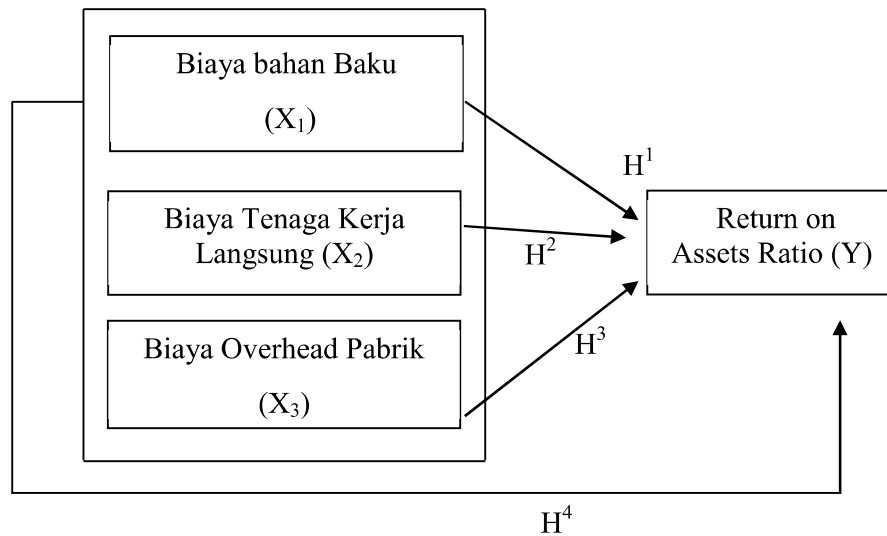 Biaya bahan Baku
(X₁)
H¹
Biaya Tenaga Kerja
Langsung (X₂)
H²
Return on
Assets Ratio (Y)
Biaya Overhead Pabrik
(X₃)
H³
H⁴